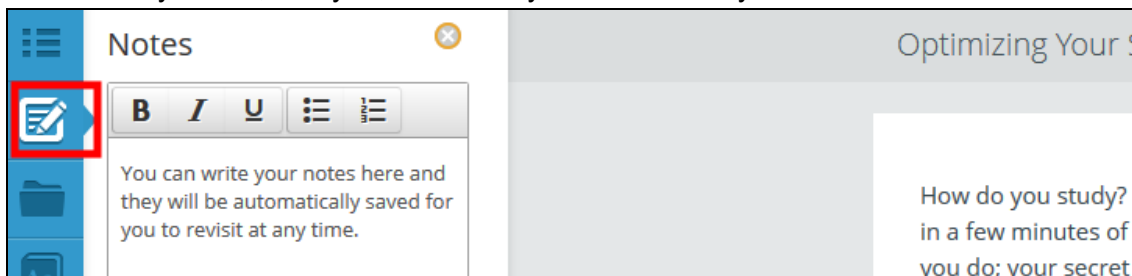 Notes
Optimizing Your
B I U
You can write your notes here and
they will be automatically saved for
you to revisit at any time.
How do you study?
in a few minutes of
you do; your secret